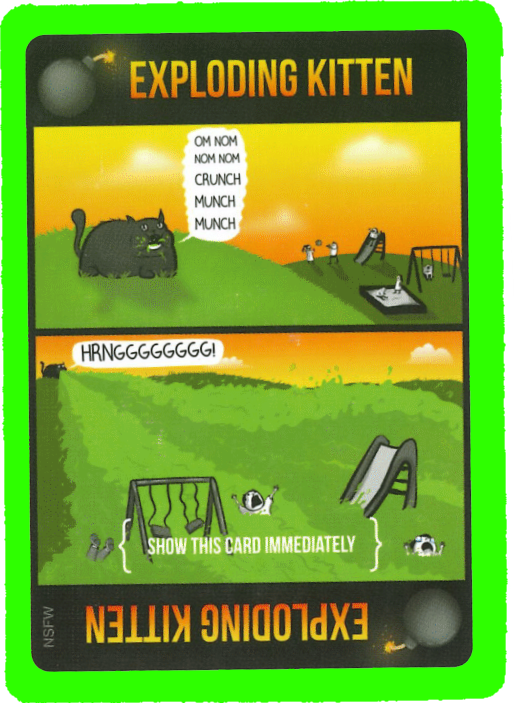 EXPLODING KITTEN
OM NOM
NOM NOM
CRUNCH
MUNCH
MUNCH
HRNGGGGGGGG!
SHOW THIS CARD IMMEDIATELY
NSFW
EXPLODING KITTEN